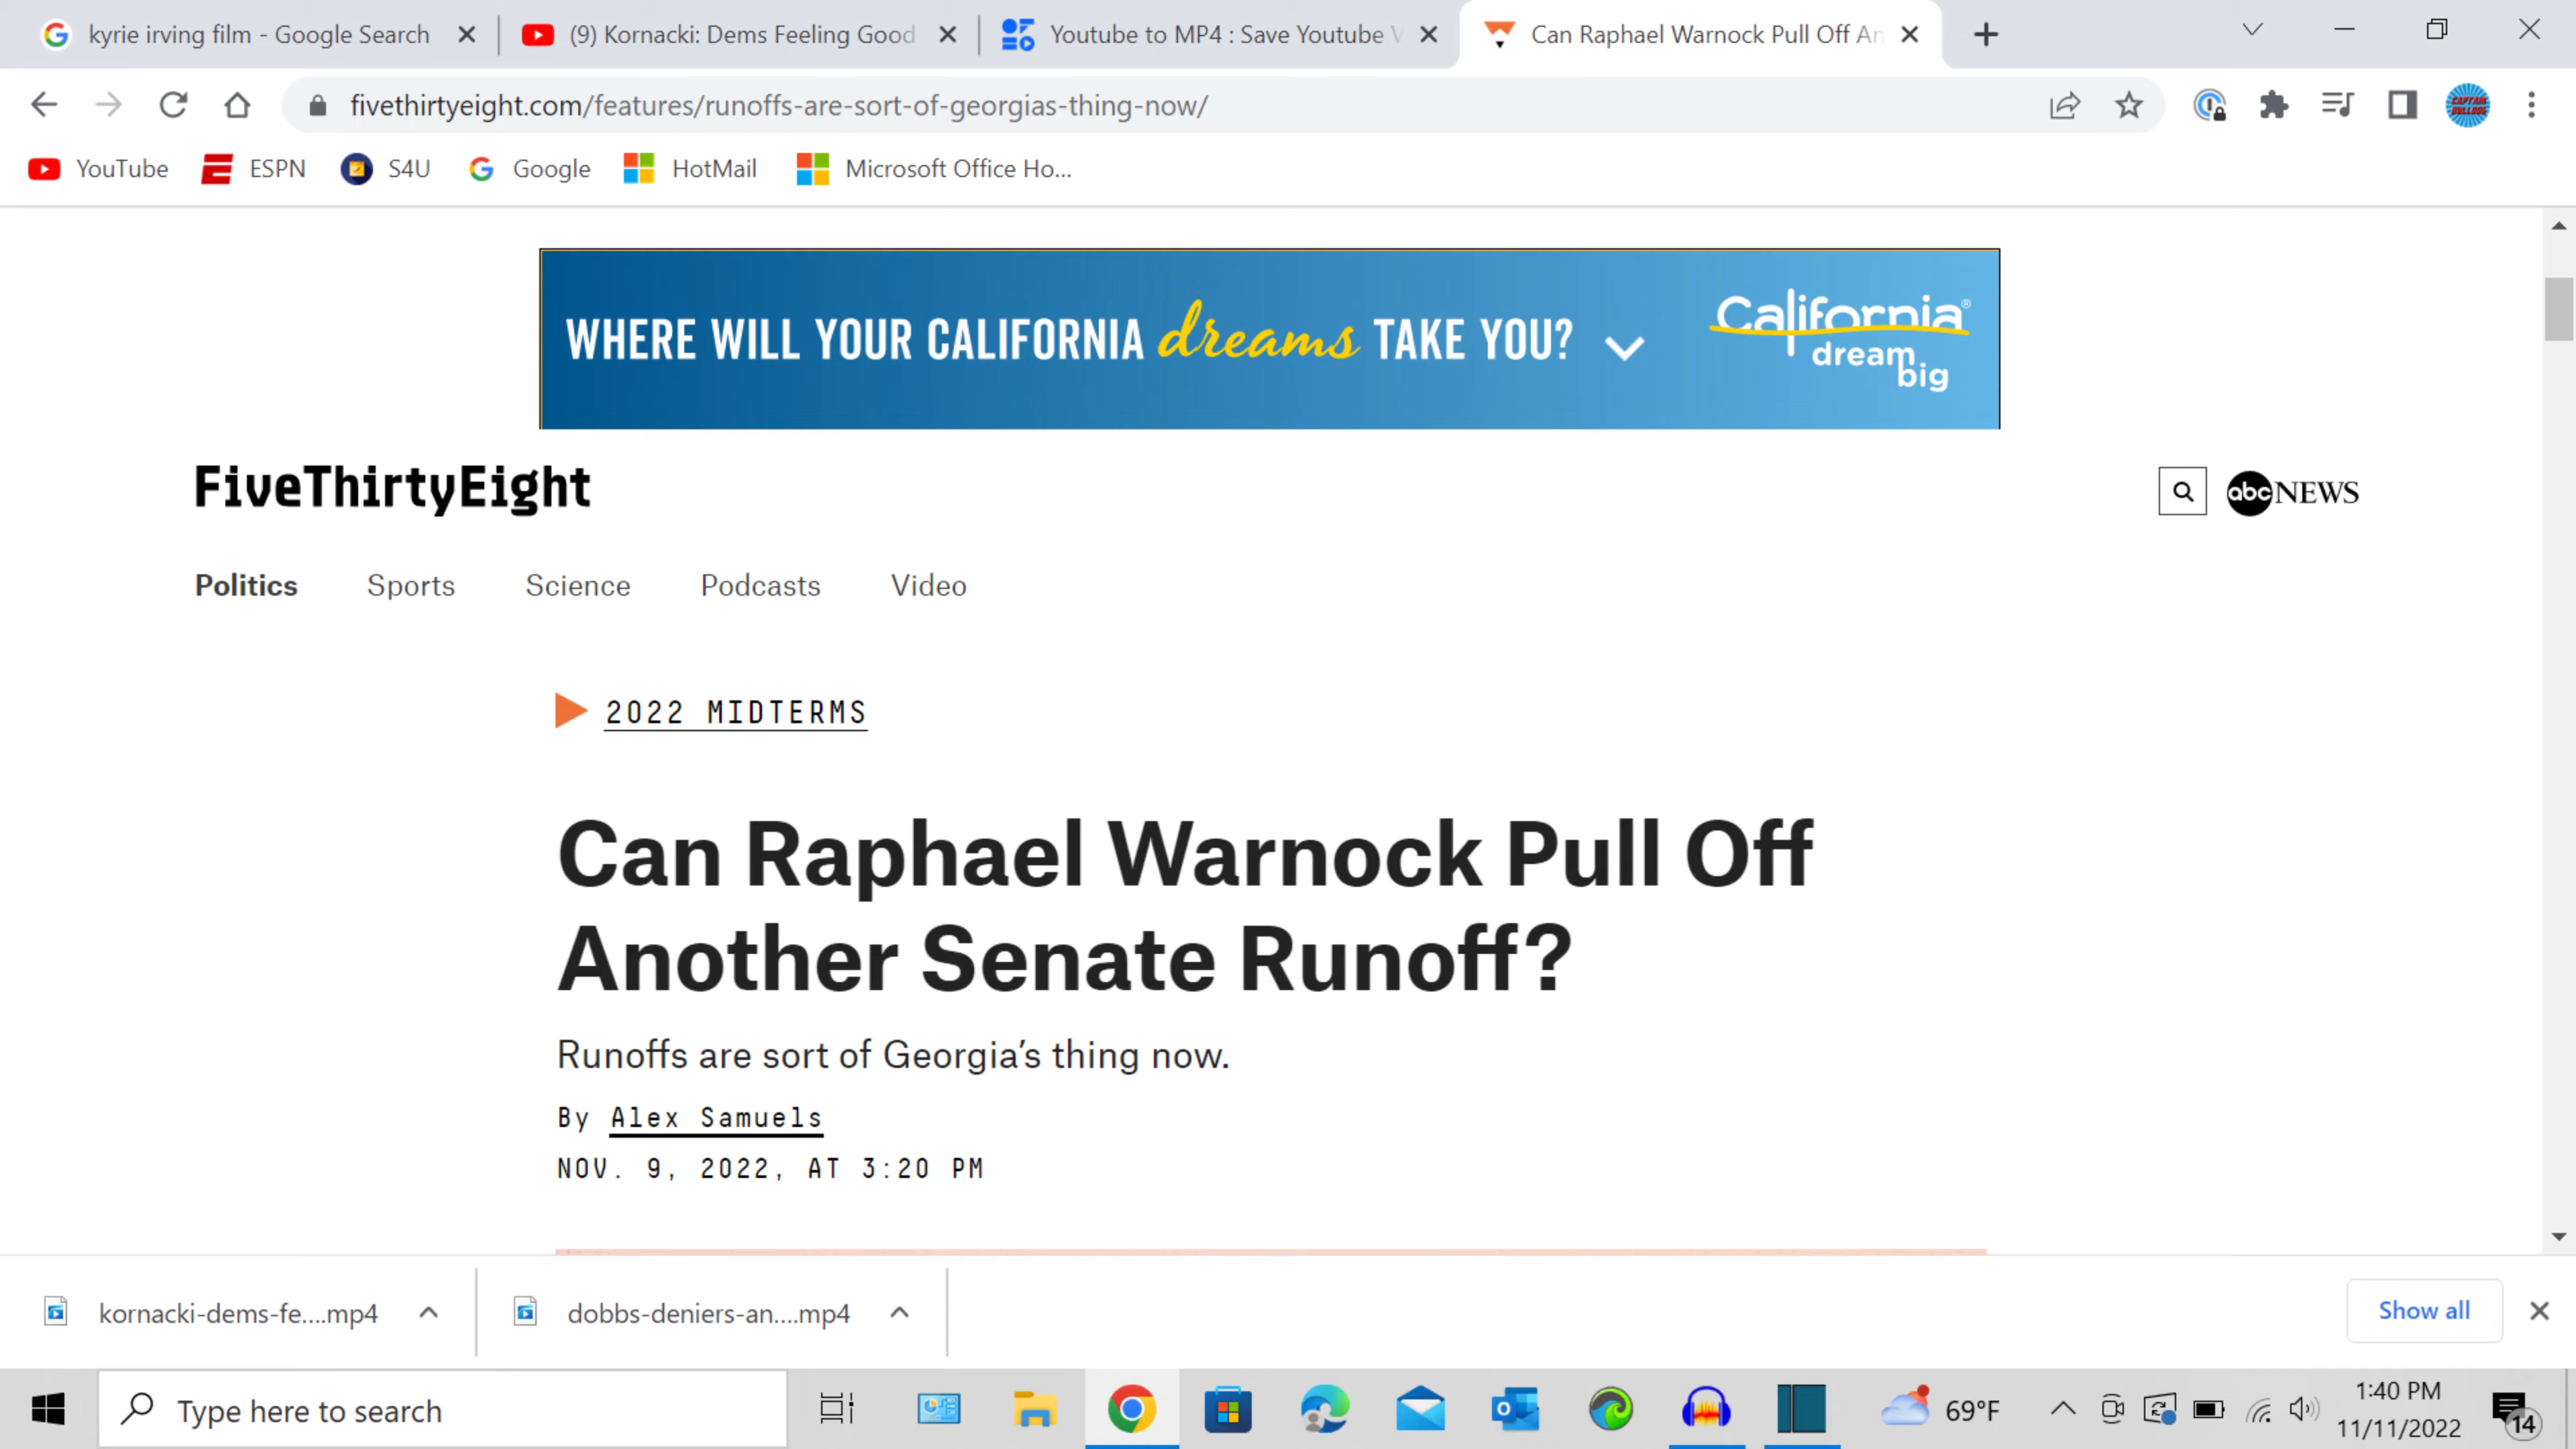 kyrie irving film - Google Search
(9) Kornacki: Dems Feeling Good
Youtube to MP4 : Save Youtube V
Can Raphael Warnock Pull Off An
fivethirtyeight.com/features/runoffs-are-sort-of-georgias-thing-now/
YouTube
ESPN
S4U
Google
HotMail
Microsoft Office Ho...
WHERE WILL YOUR CALIFORNIA dreams TAKE YOU?
California®
dream
big
FiveThirtyEight
abc NEWS
Politics
Sports
Science
Podcasts
Video
2022 MIDTERMS
Can Raphael Warnock Pull Off
Another Senate Runoff?
Runoffs are sort of Georgia’s thing now.
By Alex Samuels
NOV. 9, 2022, AT 3:20 PM
kornacki-dems-fe....mp4
dobbs-deniers-an....mp4
Show all
Type here to search
69°F
1:40 PM
11/11/2022
14